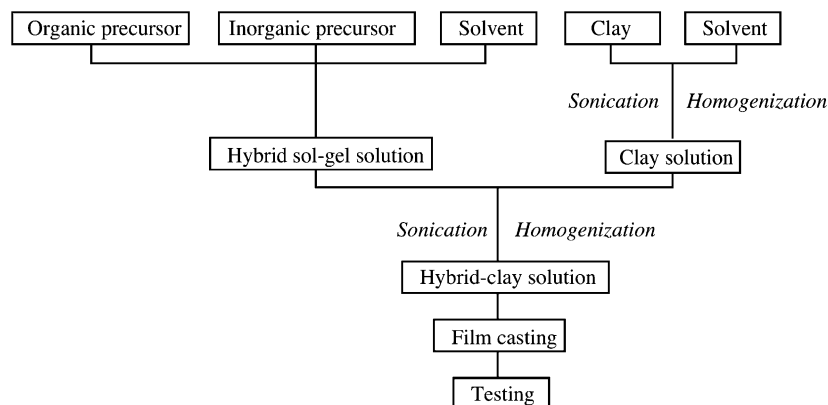 Organic precursor
Inorganic precursor
Solvent
Clay
Solvent
Sonication
Homogenization
Hybrid sol-gel solution
Clay solution
Sonication
Homogenization
Hybrid-clay solution
Film casting
Testing